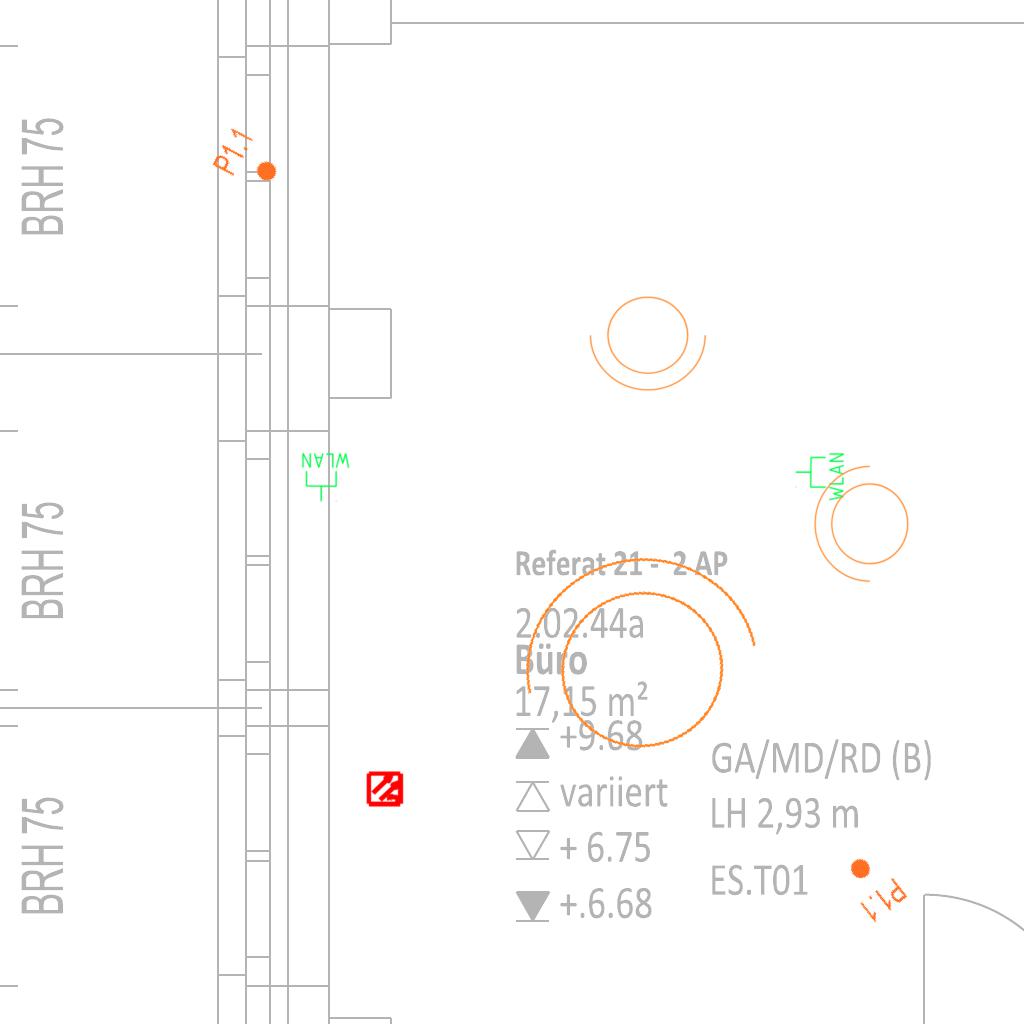 BRH 75
P1.1
BRH 75
WLAN
WLAN
Referat 21 - 2 AP
2.02.44a
Büro
17,15 m²
+9.68
variiert
+ 6.75
+.6.68
GA/MD/RD (B)
LH 2,93 m
ES.T01
BRH 75
P1.1